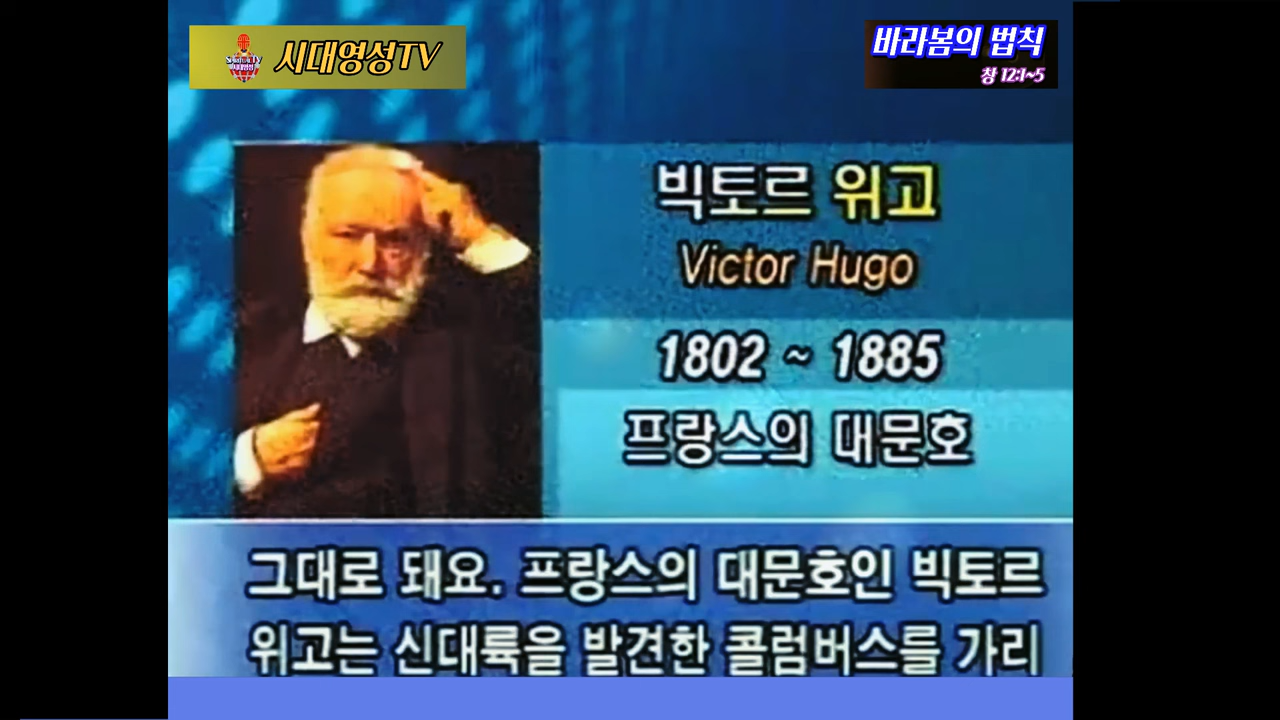 시대영성TV
바라봄의 법칙
창 12:1~5
빅토르 위고
Victor Hugo
1802 ~ 1885
프랑스의 대문호
그대로 돼요. 프랑스의 대문호인 빅토르
위고는 신대륙을 발견한 콜럼버스를 가리